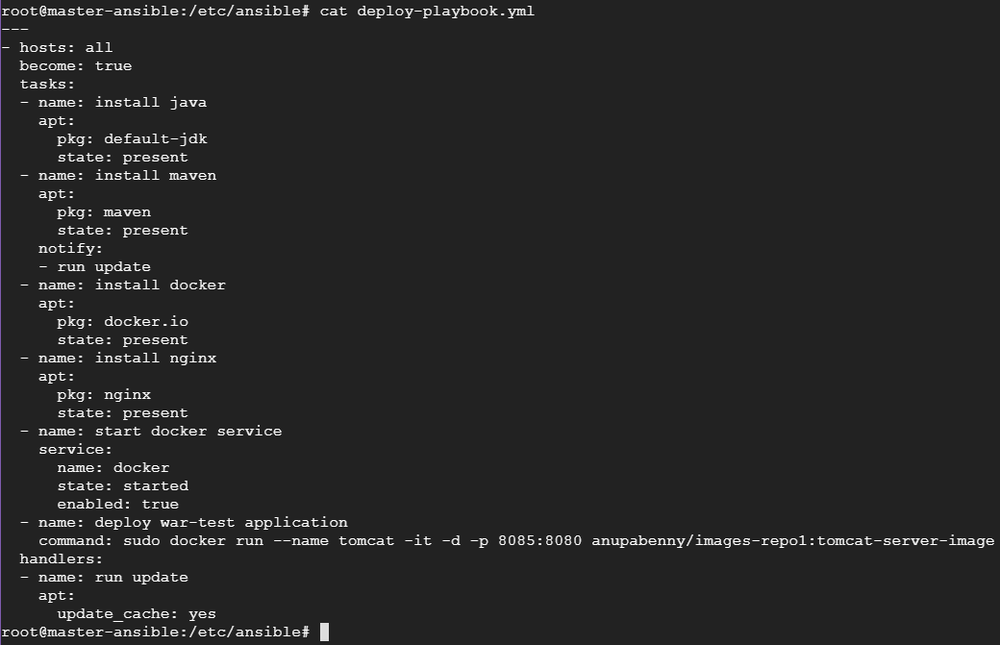 root@master-ansible:/etc/ansible# cat deploy-playbook.yml
---
- hosts: all
  become: true
  tasks:
  - name: install java
    apt:
      pkg: default-jdk
      state: present
  - name: install maven
    apt:
      pkg: maven
      state: present
    notify:
    - run update
  - name: install docker
    apt:
      pkg: docker.io
      state: present
  - name: install nginx
    apt:
      pkg: nginx
      state: present
  - name: start docker service
    service:
      name: docker
      state: started
      enabled: true
  - name: deploy war-test application
    command: sudo docker run --name tomcat -it -d -p 8085:8080 anupabenny/images-repo1:tomcat-server-image
  handlers:
  - name: run update
    apt:
      update_cache: yes
root@master-ansible:/etc/ansible#